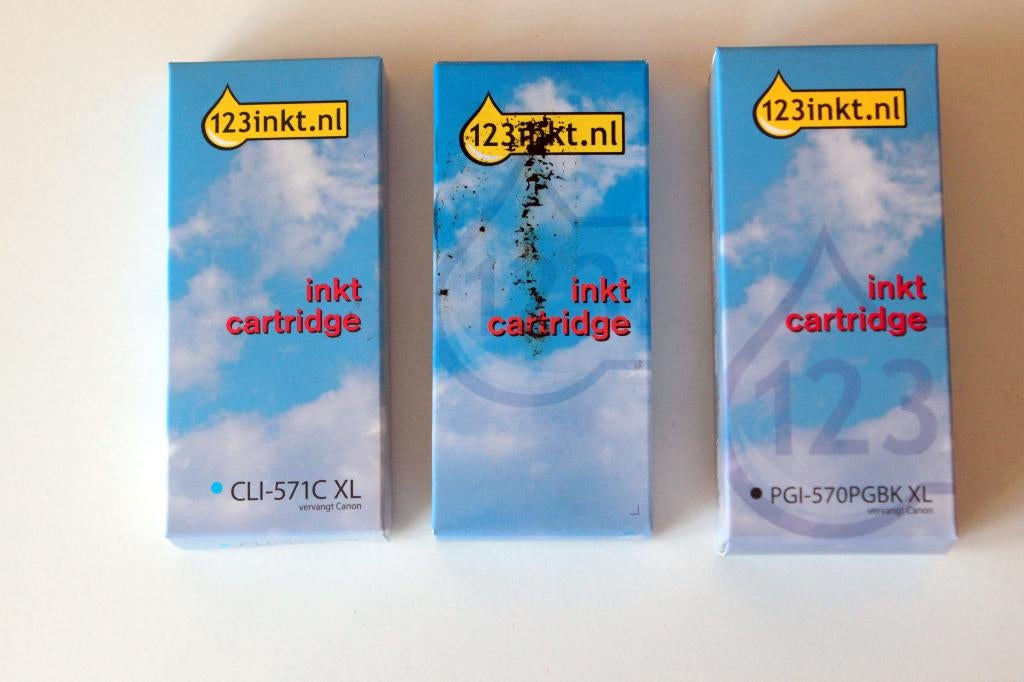 123inkt.nl
inkt
cartridge
CLI-571C XL
vervangt Canon
123inkt.nl
123
inkt
cartridge
123inkt.nl
inkt
cartridge
123
PGI-570PGBK XL
vervangt Canon